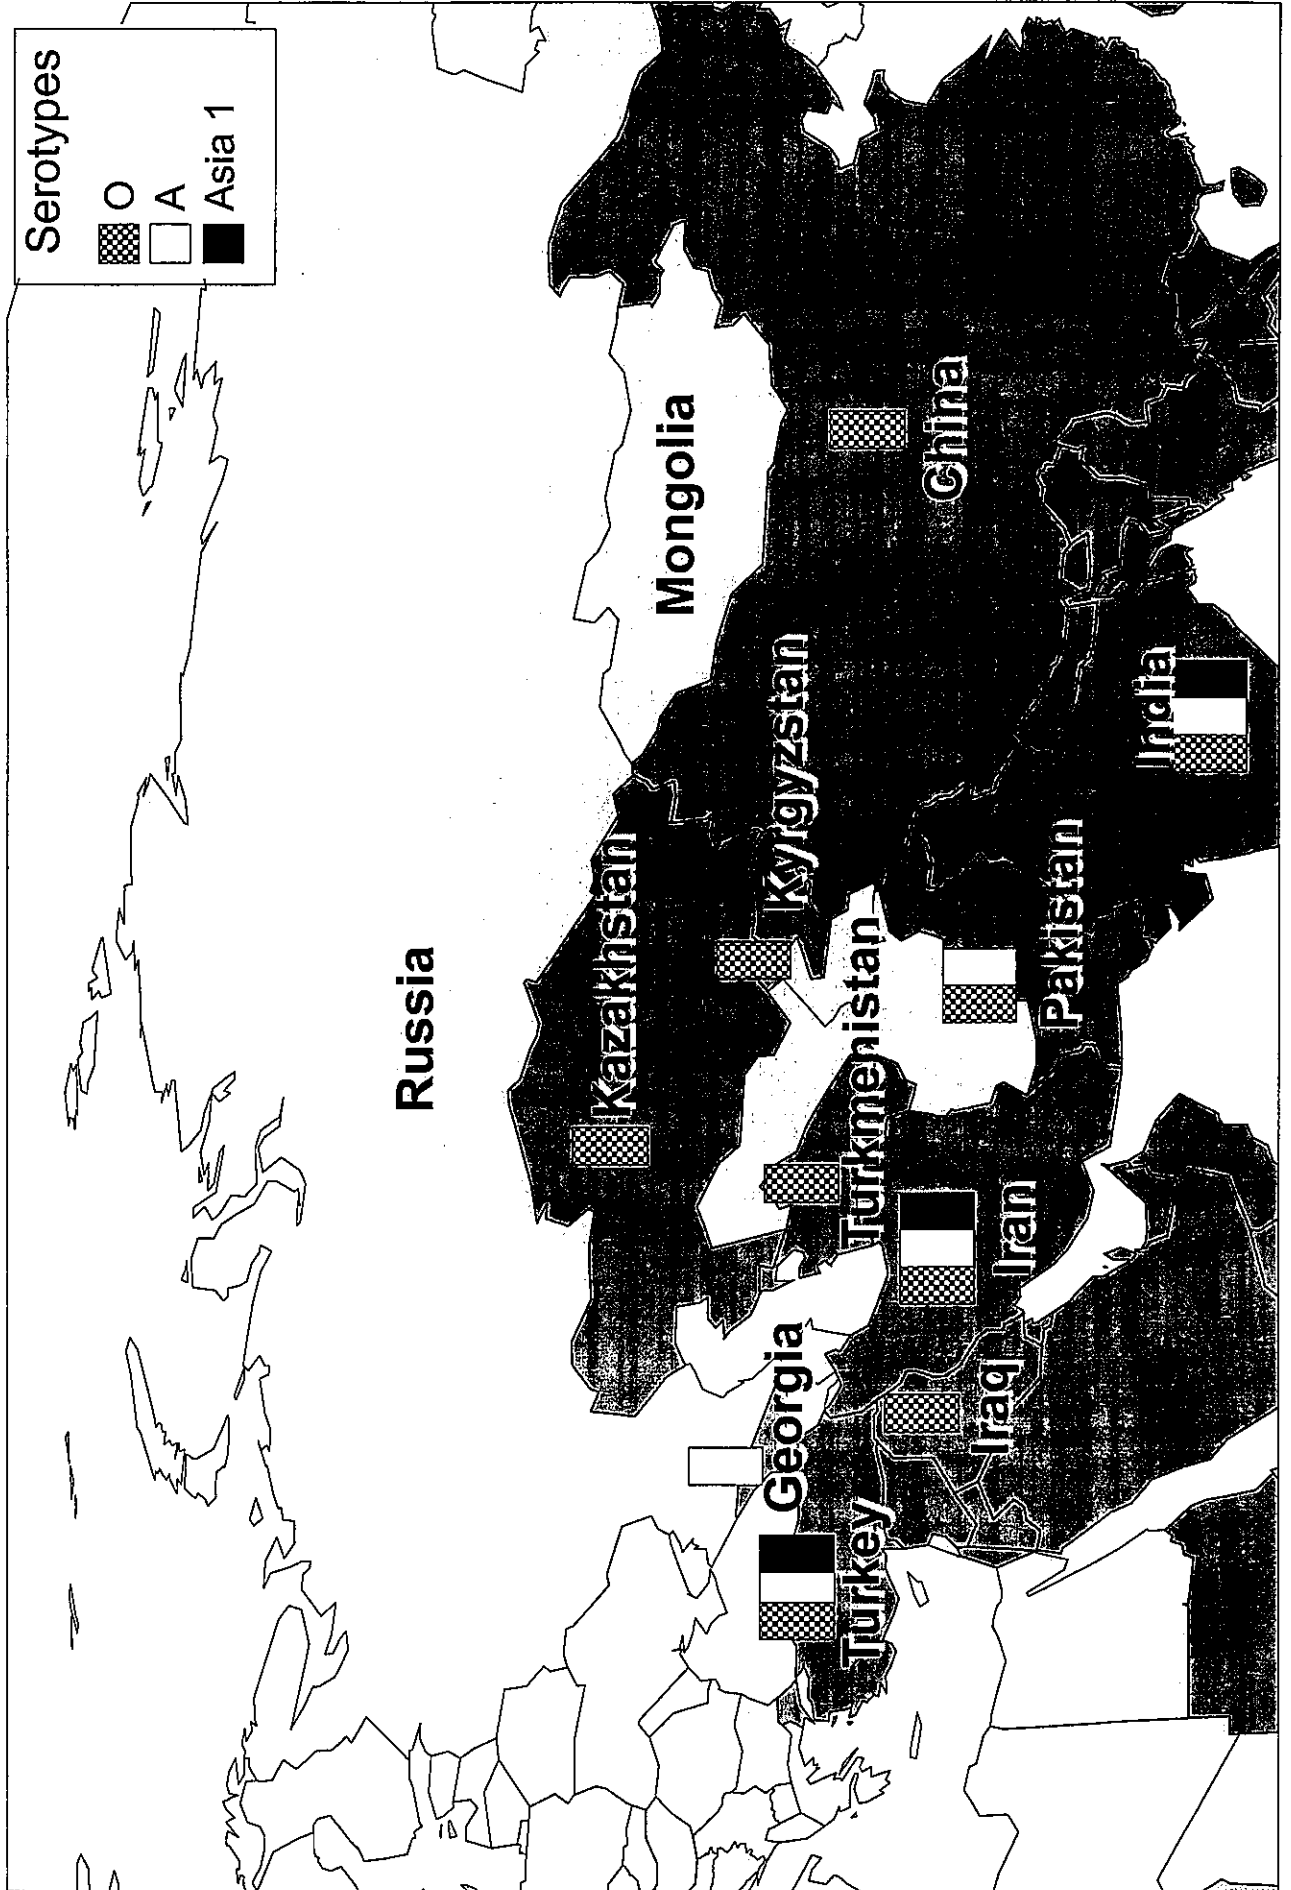 Serotypes
O
A
Asia 1
Russia
Mongolia
Kazakhstan
Kyrgyzstan
China
Georgia
Turkmenistan
Turkey
Iran
Iraq
Pakistan
India